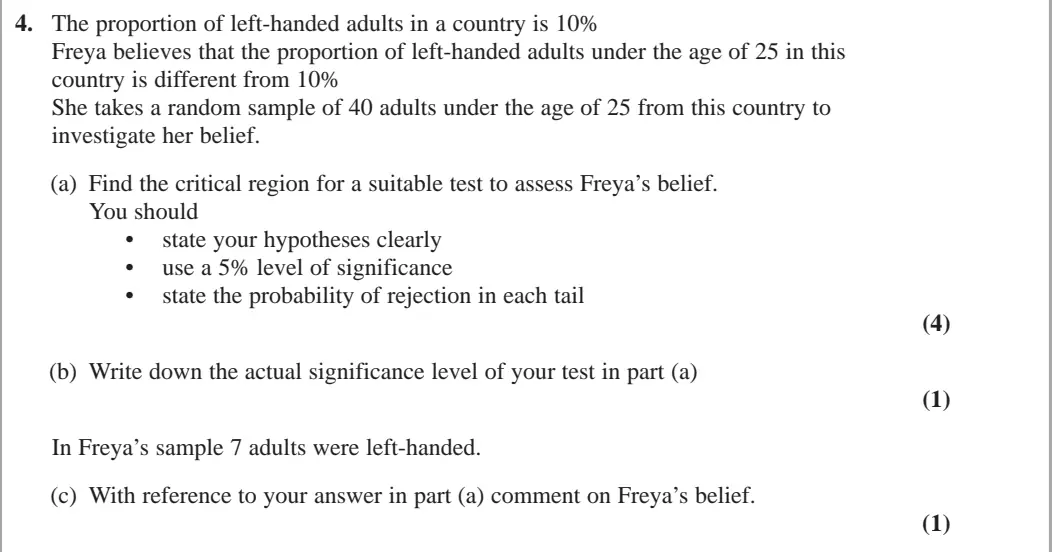 4. The proportion of left-handed adults in a country is 10%
Freya believes that the proportion of left-handed adults under the age of 25 in this
country is different from 10%
She takes a random sample of 40 adults under the age of 25 from this country to
investigate her belief.
(a) Find the critical region for a suitable test to assess Freya’s belief.
You should
• state your hypotheses clearly
• use a 5% level of significance
• state the probability of rejection in each tail
(4)
(b) Write down the actual significance level of your test in part (a)
(1)
In Freya’s sample 7 adults were left-handed.
(c) With reference to your answer in part (a) comment on Freya’s belief.
(1)